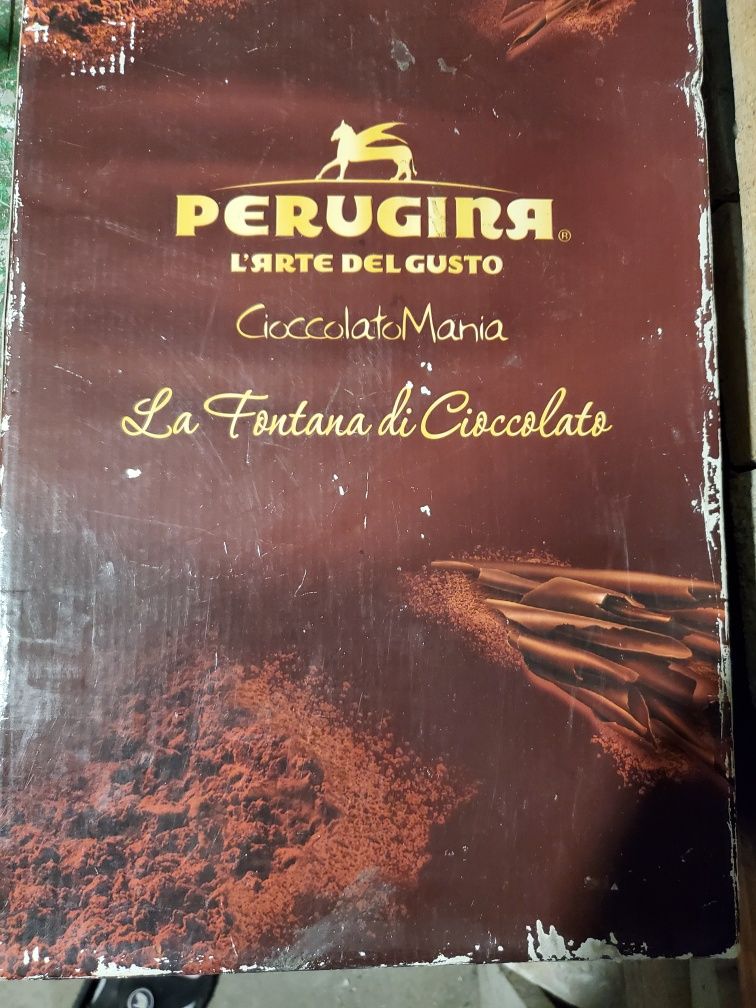 PERUGINA®
L'ARTE DEL GUSTO
CioccolatoMania
La Fontana di Cioccolato